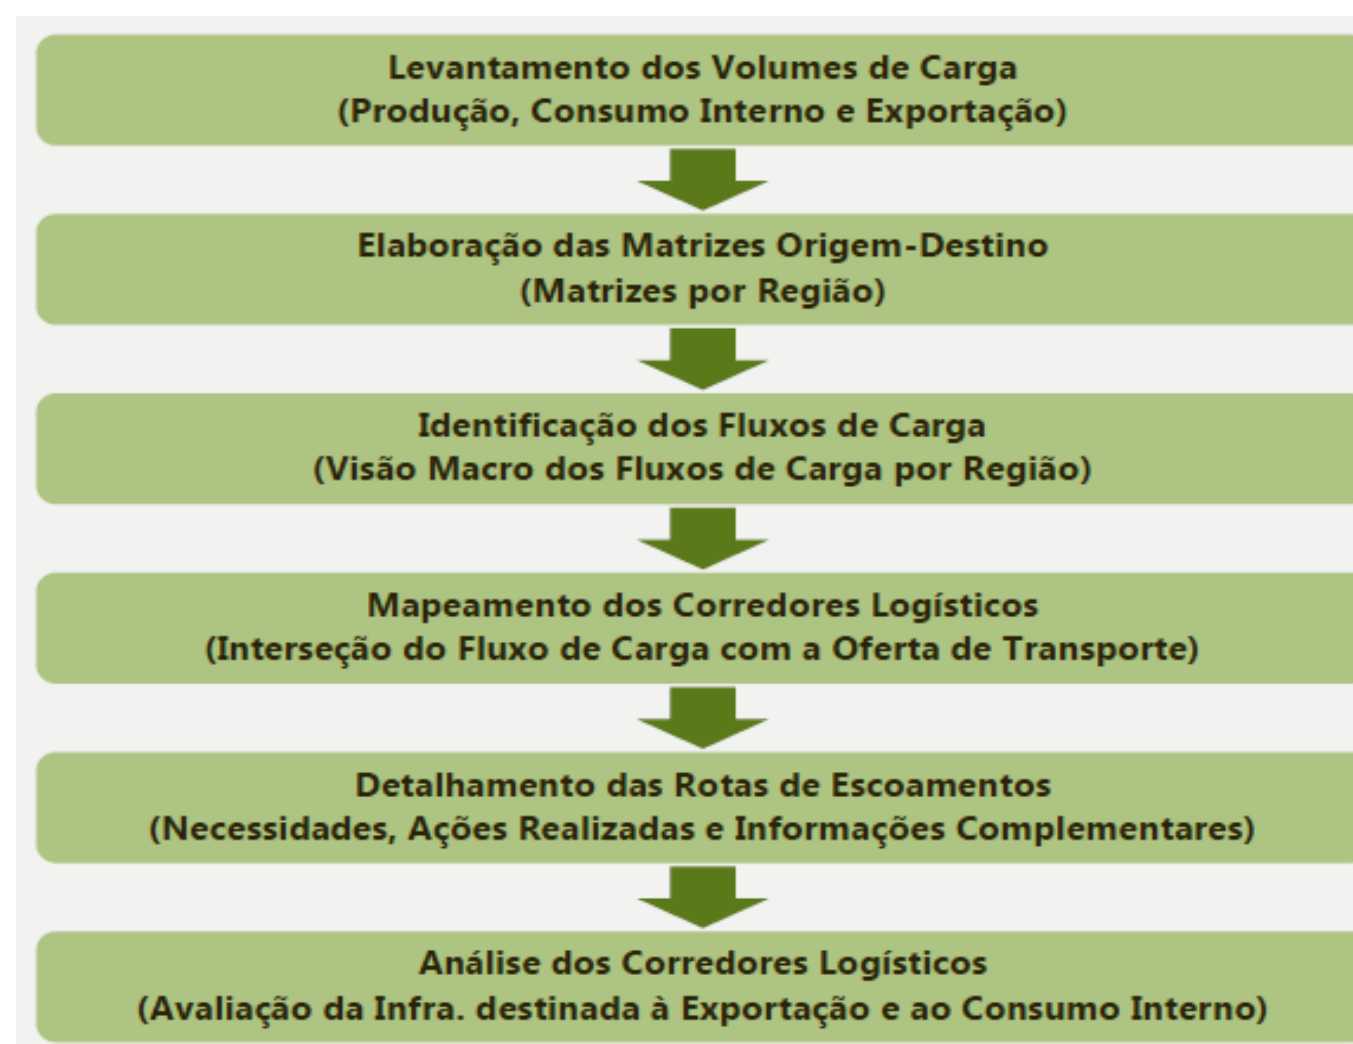 Levantamento dos Volumes de Carga
(Produção, Consumo Interno e Exportação)
Elaboração das Matrizes Origem-Destino
(Matrizes por Região)
Identificação dos Fluxos de Carga
(Visão Macro dos Fluxos de Carga por Região)
Mapeamento dos Corredores Logísticos
(Interseção do Fluxo de Carga com a Oferta de Transporte)
Detalhamento das Rotas de Escoamentos
(Necessidades, Ações Realizadas e Informações Complementares)
Análise dos Corredores Logísticos
(Avaliação da Infra. destinada à Exportação e ao Consumo Interno)